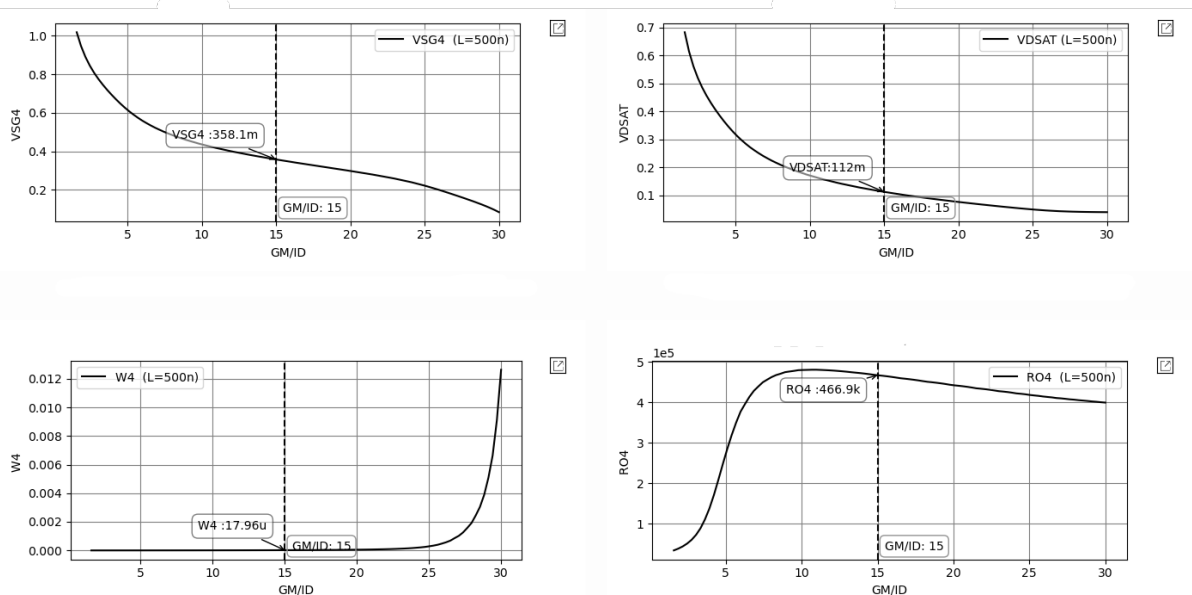 VSG4 (L=500n)
1.0
0.8
0.6
0.4
0.2
VSG4
VSG4 :358.1m
GM/ID: 15
5 10 15 20 25 30
GM/ID
VDSAT (L=500n)
0.7
0.6
0.5
0.4
0.3
0.2
0.1
VDSAT
VDSAT:112m
GM/ID: 15
5 10 15 20 25 30
GM/ID
W4 (L=500n)
0.012
0.010
0.008
0.006
0.004
0.002
0.000
W4
W4 :17.96u
GM/ID: 15
5 10 15 20 25 30
GM/ID
1e5
RO4 (L=500n)
5
4
3
2
1
RO4
RO4 :466.9k
GM/ID: 15
5 10 15 20 25 30
GM/ID